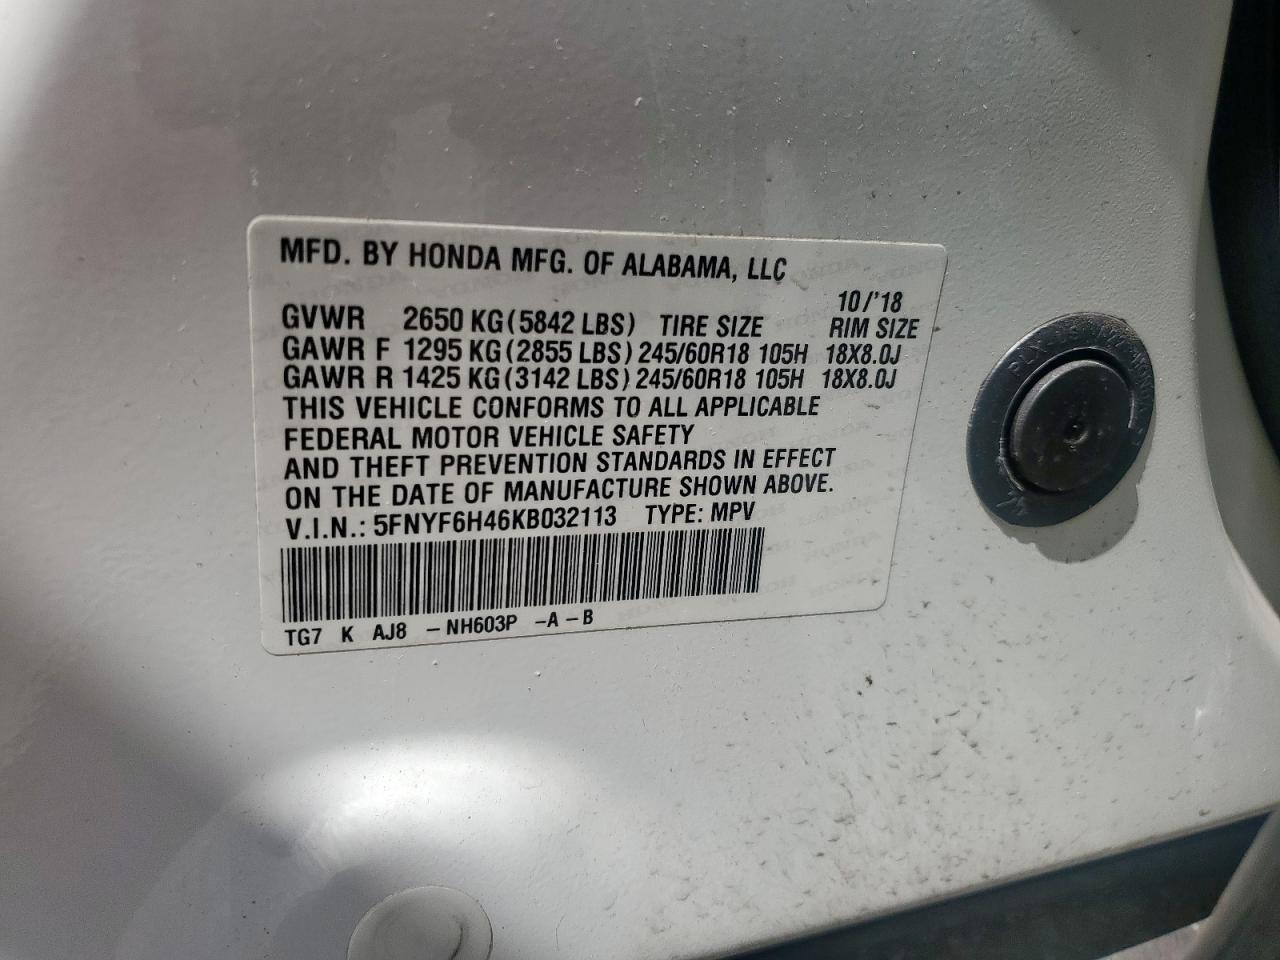 MFD. BY HONDA MFG. OF ALABAMA, LLC
10/'18
GVWR 2650 KG(5842 LBS) TIRE SIZE RIM SIZE
GAWR F 1295 KG(2855 LBS) 245/60R18 105H 18X8.0J
GAWR R 1425 KG(3142 LBS) 245/60R18 105H 18X8.0J
THIS VEHICLE CONFORMS TO ALL APPLICABLE
FEDERAL MOTOR VEHICLE SAFETY
AND THEFT PREVENTION STANDARDS IN EFFECT
ON THE DATE OF MANUFACTURE SHOWN ABOVE.
V.I.N.: 5FNYF6H46KB032113 TYPE: MPV
TG7 K AJ8 -NH603P -A-B